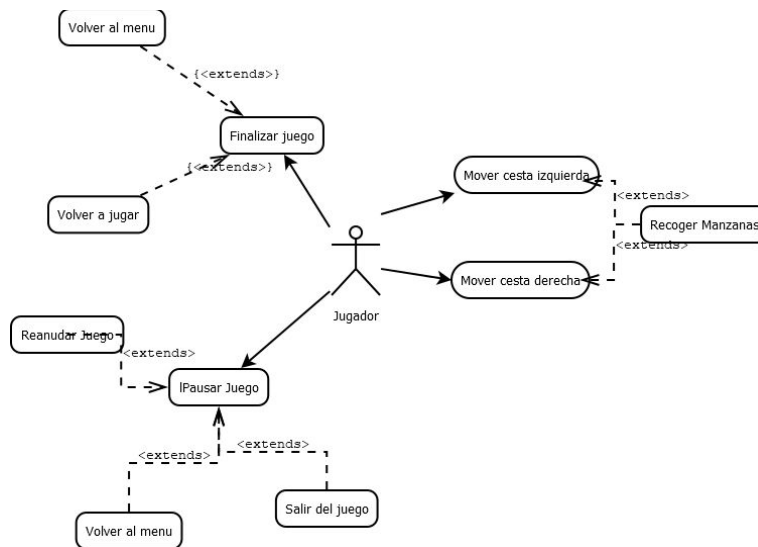 Volver al menu
{<extends>}
Finalizar juego
{<extends>}
Volver a jugar
Mover cesta izquierda
<extends>
Recoger Manzanas
<extends>
Mover cesta derecha
Jugador
Reanudar Juego
<extends>
lPausar Juego
<extends>
<extends>
Volver al menu
Salir del juego